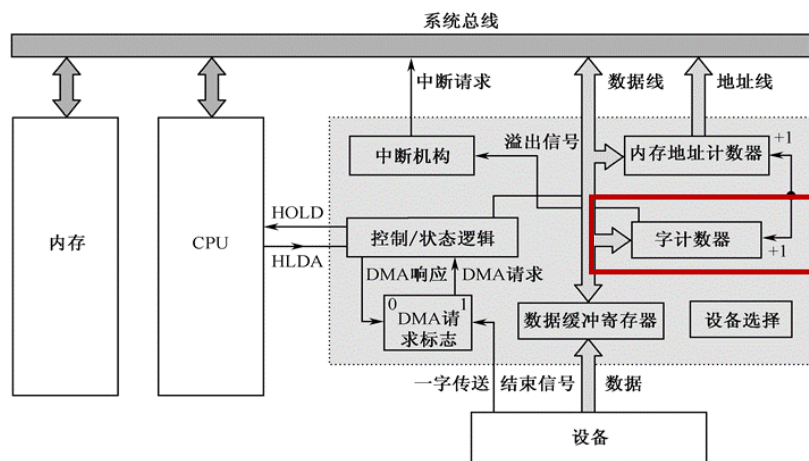 系统总线
中断请求
数据线
地址线
溢出信号
+1
中断机构
内存地址计数器
HOLD
内存
CPU
控制/状态逻辑
字计数器
HLDA
+1
DMA响应
DMA请求
0
1
DMA请
求标志
数据缓冲寄存器
设备选择
一字传送
结束信号
数据
设备